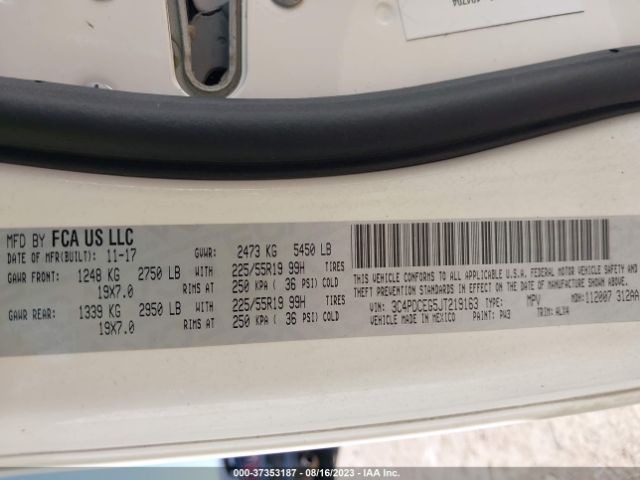 MFD BY FCA US LLC
DATE OF MFR(BUILT): 11-17 GVWR: 2473 KG 5450 LB
GAWR FRONT: 1248 KG 2750 LB WITH 225/55R19 99H TIRES
19X7.0 RIMS AT 250 KPA ( 36 PSI) COLD
GAWR REAR: 1339 KG 2950 LB WITH 225/55R19 99H TIRES
19X7.0 RIMS AT 250 KPA ( 36 PSI) COLD
THIS VEHICLE CONFORMS TO ALL APPLICABLE U.S.A. FEDERAL MOTOR VEHICLE SAFETY AND
THEFT PREVENTION STANDARDS IN EFFECT ON THE DATE OF MANUFACTURE SHOWN ABOVE.
VIN: 3C4PDCEG5JT219163 TYPE: MPV MDH:112007 312AA
VEHICLE MADE IN MEXICO PAINT: PW3 TRIM: ALX4
000-37353187 - 08/16/2023 - IAA Inc.